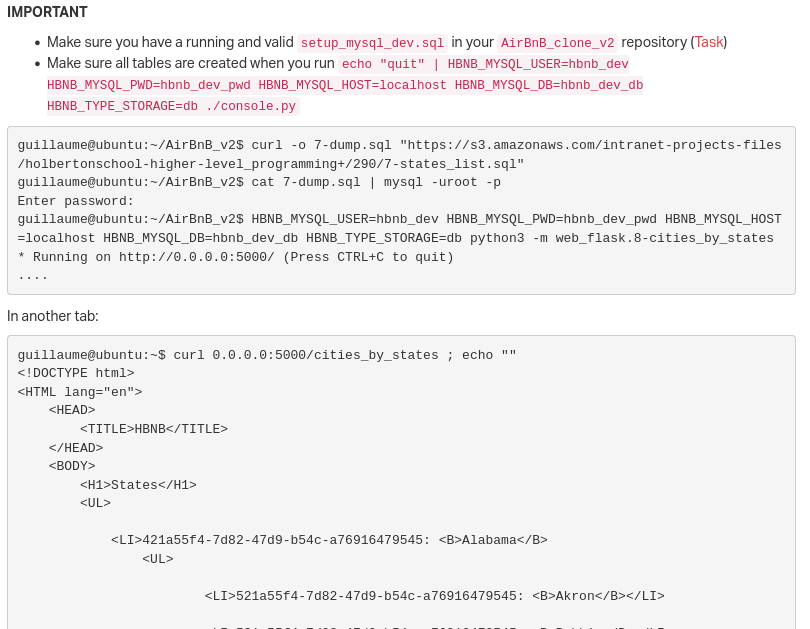 IMPORTANT
• Make sure you have a running and valid setup_mysql_dev.sql in your AirBnB_clone_v2 repository (Task)
• Make sure all tables are created when you run echo "quit" | HBNB_MYSQL_USER=hbnb_dev
HBNB_MYSQL_PWD=hbnb_dev_pwd HBNB_MYSQL_HOST=localhost HBNB_MYSQL_DB=hbnb_dev_db
HBNB_TYPE_STORAGE=db ./console.py
guillaume@ubuntu:~/AirBnB_v2$ curl -o 7-dump.sql "https://s3.amazonaws.com/intranet-projects-files
/holbertonschool-higher-level_programming+/290/7-states_list.sql"
guillaume@ubuntu:~/AirBnB_v2$ cat 7-dump.sql | mysql -uroot -p
Enter password:
guillaume@ubuntu:~/AirBnB_v2$ HBNB_MYSQL_USER=hbnb_dev HBNB_MYSQL_PWD=hbnb_dev_pwd HBNB_MYSQL_HOST
=localhost HBNB_MYSQL_DB=hbnb_dev_db HBNB_TYPE_STORAGE=db python3 -m web_flask.8-cities_by_states
* Running on http://0.0.0.0:5000/ (Press CTRL+C to quit)
....
In another tab:
guillaume@ubuntu:~$ curl 0.0.0.0:5000/cities_by_states ; echo ""
<!DOCTYPE html>
<HTML lang="en">
    <HEAD>
        <TITLE>HBNB</TITLE>
    </HEAD>
    <BODY>
        <H1>States</H1>
        <UL>
            <LI>421a55f4-7d82-47d9-b54c-a76916479545: <B>Alabama</B>
                <UL>
                        <LI>521a55f4-7d82-47d9-b54c-a76916479545: <B>Akron</B></LI>